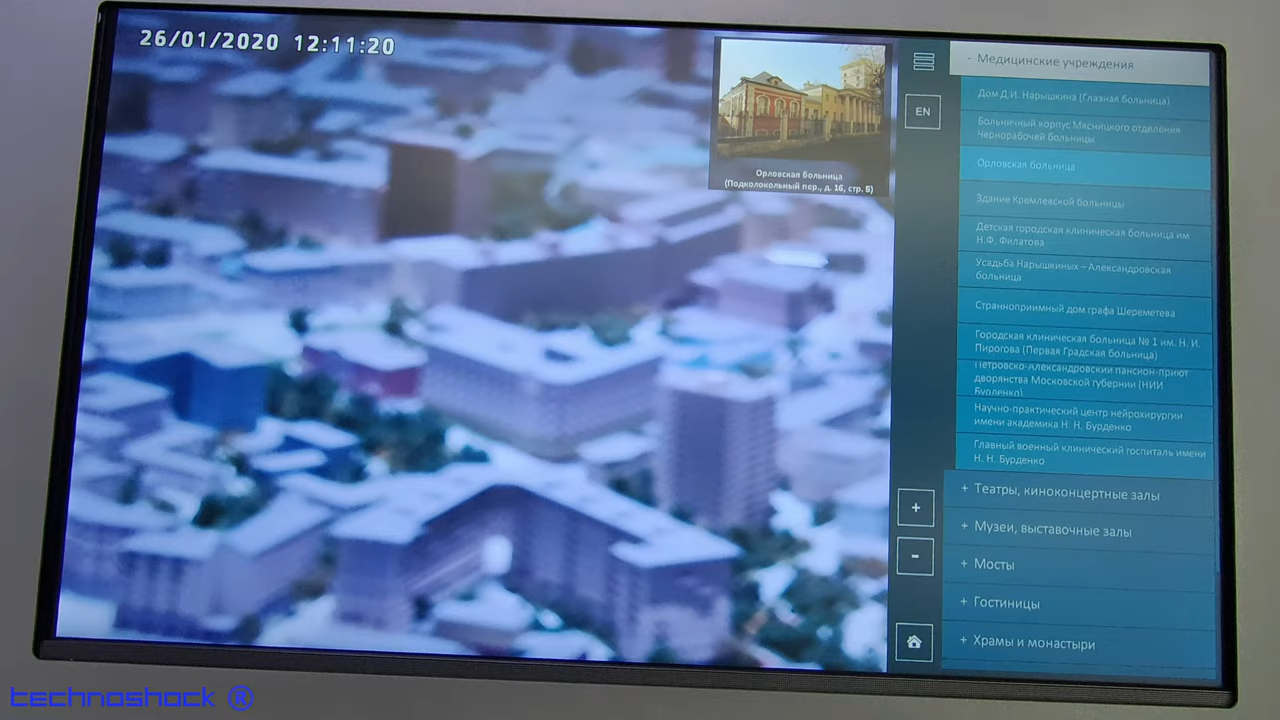 26/01/2020 12:11:20
Орловская больница
(Подколокольный пер., д. 16, стр. 5)
EN
- Медицинские учреждения
Дом Д.И. Нарышкина (Глазная больница)
Больничный корпус Мясницкого отделения
Чернорабочей больницы
Орловская больница
Здание Кремлевской больницы
Детская городская клиническая больница им
Н.Ф. Филатова
Усадьба Нарышкиных – Александровская
больница
Странноприимный дом графа Шереметева
Городская клиническая больница № 1 им. Н. И.
Пирогова (Первая Градская больница)
Петровско-Александровский пансион-приют
дворянства Московской губернии (НИИ
Бурденко)
Научно-практический центр нейрохирургии
имени академика Н. Н. Бурденко
Главный военный клинический госпиталь имени
Н. Н. Бурденко
+ Театры, киноконцертные залы
+ Музеи, выставочные залы
+ Мосты
+ Гостиницы
+ Храмы и монастыри
+
-
technoshock ®